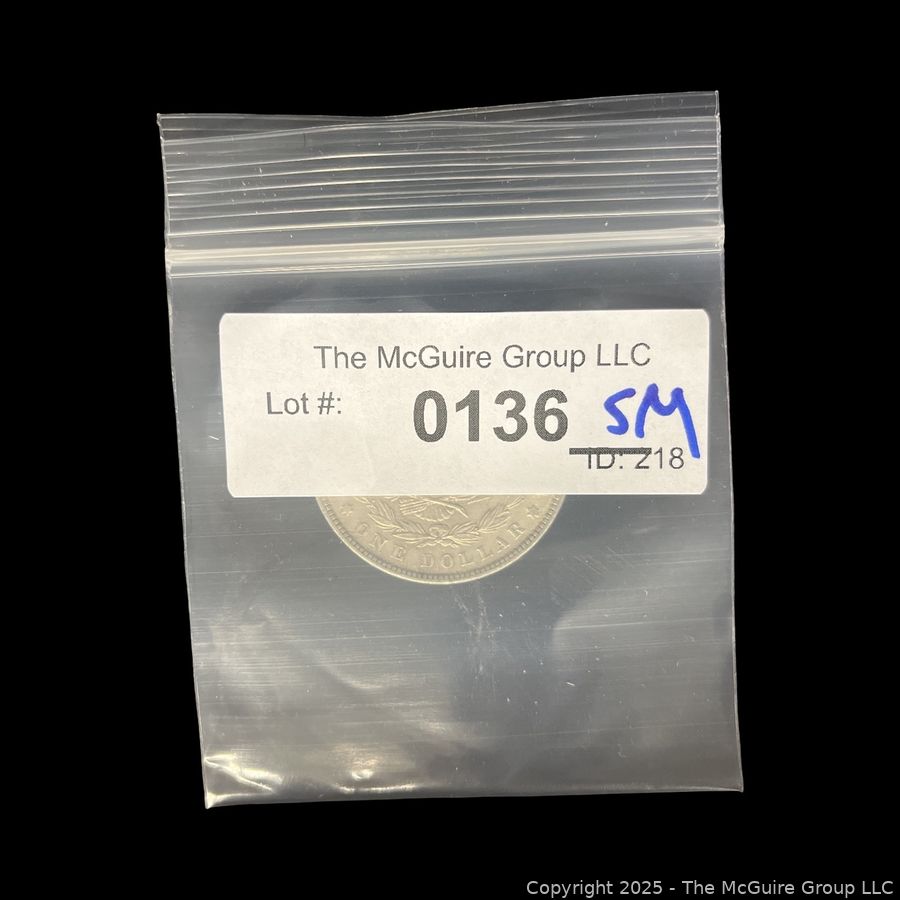 The McGuire Group LLC
Lot #:
0136
SM
ID: 218
ONE DOLLAR
Copyright 2025 - The McGuire Group LLC